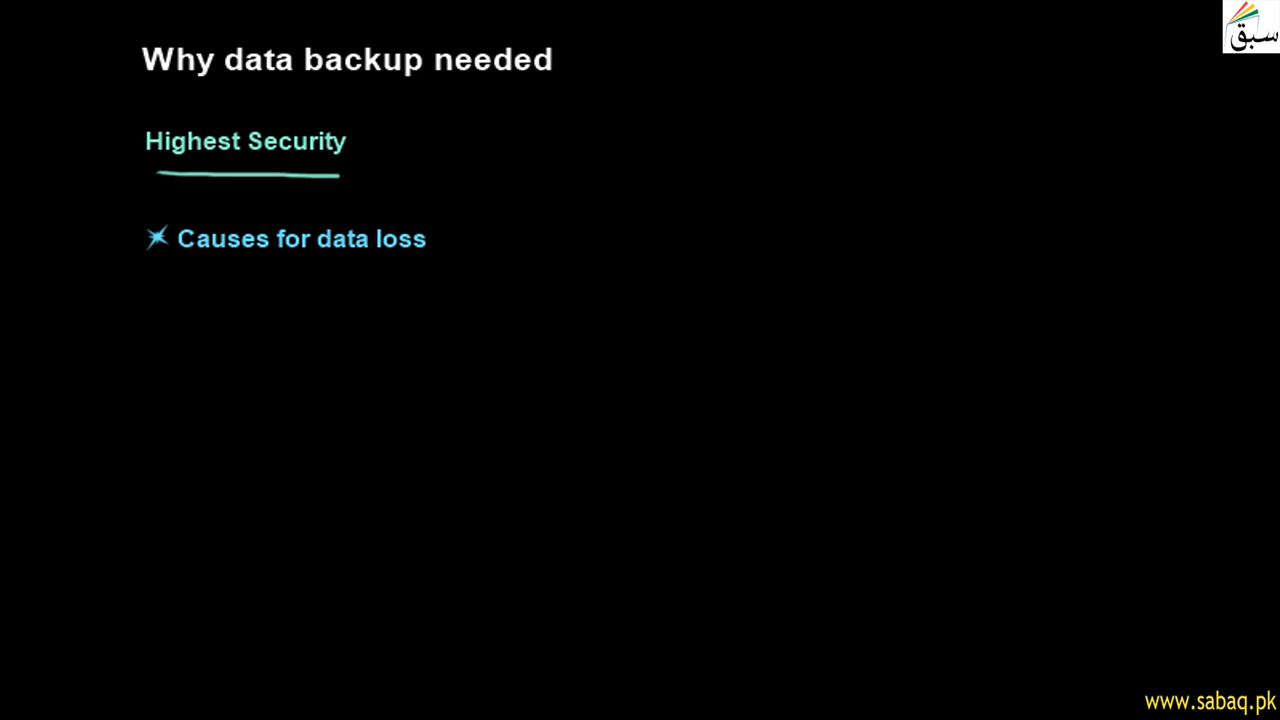 سبق
Why data backup needed
Highest Security
Causes for data loss
www.sabaq.pk